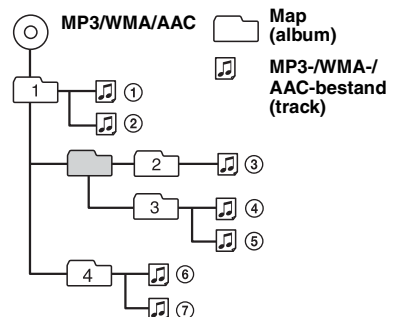 MP3/WMA/AAC
Map
(album)
MP3-/WMA-/
AAC-bestand
(track)
1
①
②
2
③
3
④
⑤
4
⑥
⑦